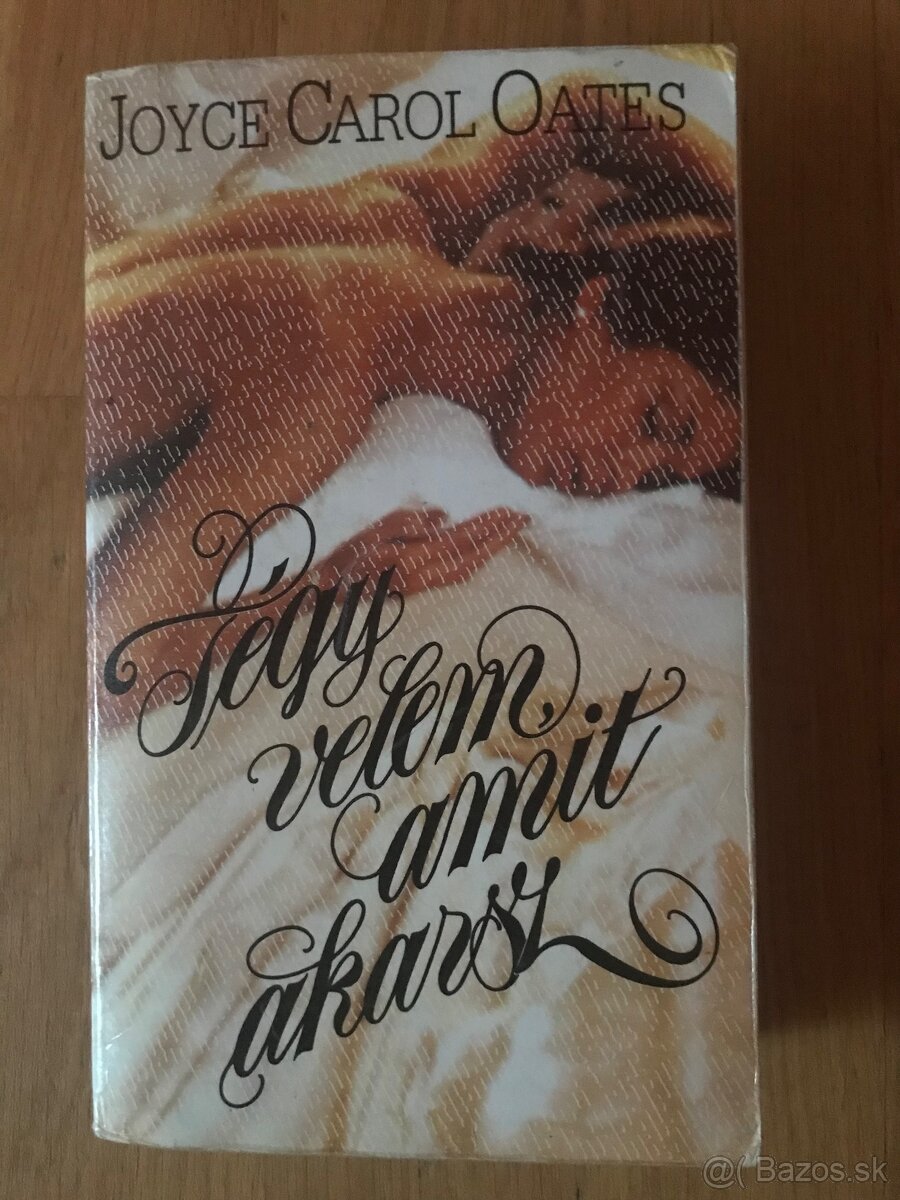 JOYCE CAROL OATES
Tégy
velem,
amit
akarsz
@( Bazos.sk